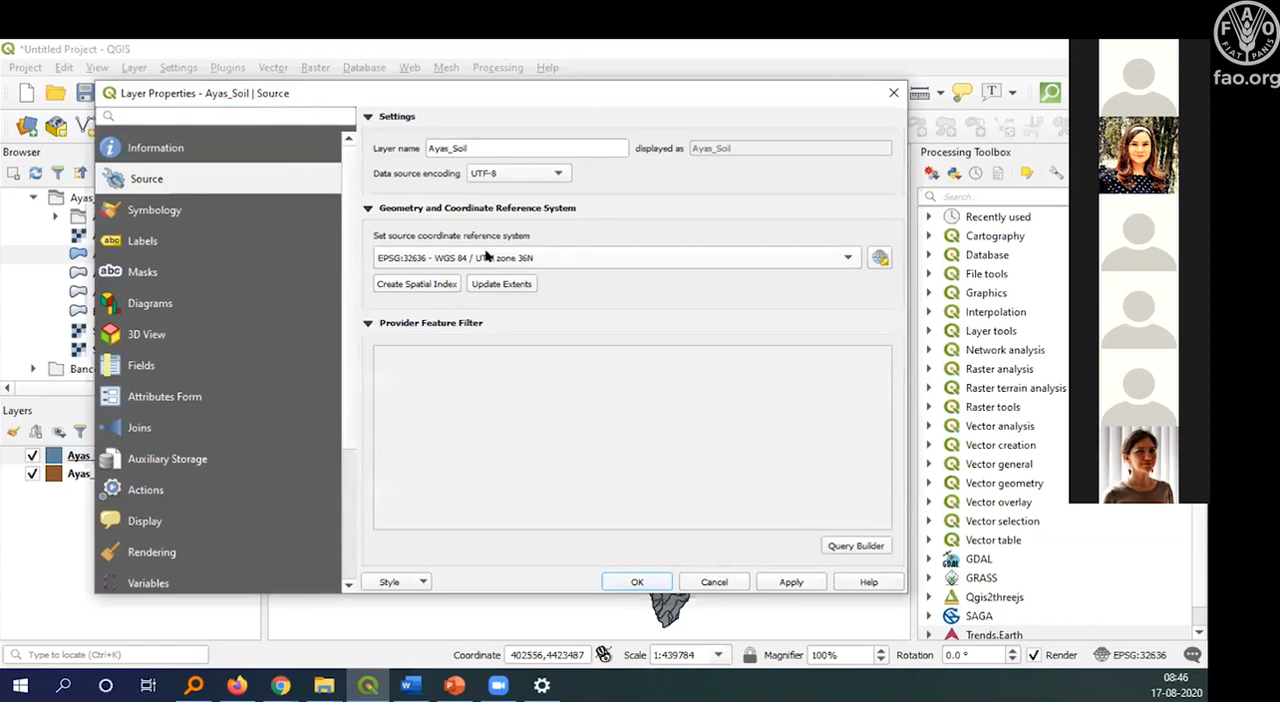 FAO
FIAT PANIS
fao.org
*Untitled Project - QGIS
Project Edit View Layer Settings Plugins Vector Raster Database Web Mesh Processing Help
Layer Properties - Ayas_Soil | Source
Browser
Ayas_
Banco
Layers
Ayas_
Ayas_
Information
Source
Symbology
Labels
Masks
Diagrams
3D View
Fields
Attributes Form
Joins
Auxiliary Storage
Actions
Display
Rendering
Variables
Settings
Layer name Ayas_Soil displayed as Ayas_Soil
Data source encoding UTF-8
Geometry and Coordinate Reference System
Set source coordinate reference system
EPSG:32636 - WGS 84 / UTM zone 36N
Create Spatial Index Update Extents
Provider Feature Filter
Query Builder
Style OK Cancel Apply Help
Processing Toolbox
Search...
Recently used
Cartography
Database
File tools
Graphics
Interpolation
Layer tools
Network analysis
Raster analysis
Raster terrain analysis
Raster tools
Vector analysis
Vector creation
Vector general
Vector geometry
Vector overlay
Vector selection
Vector table
GDAL
GRASS
Qgis2threejs
SAGA
Trends.Earth
Type to locate (Ctrl+K) Coordinate 402556,4423487 Scale 1:439784 Magnifier 100% Rotation 0.0 ° Render EPSG:32636
08:46
17-08-2020